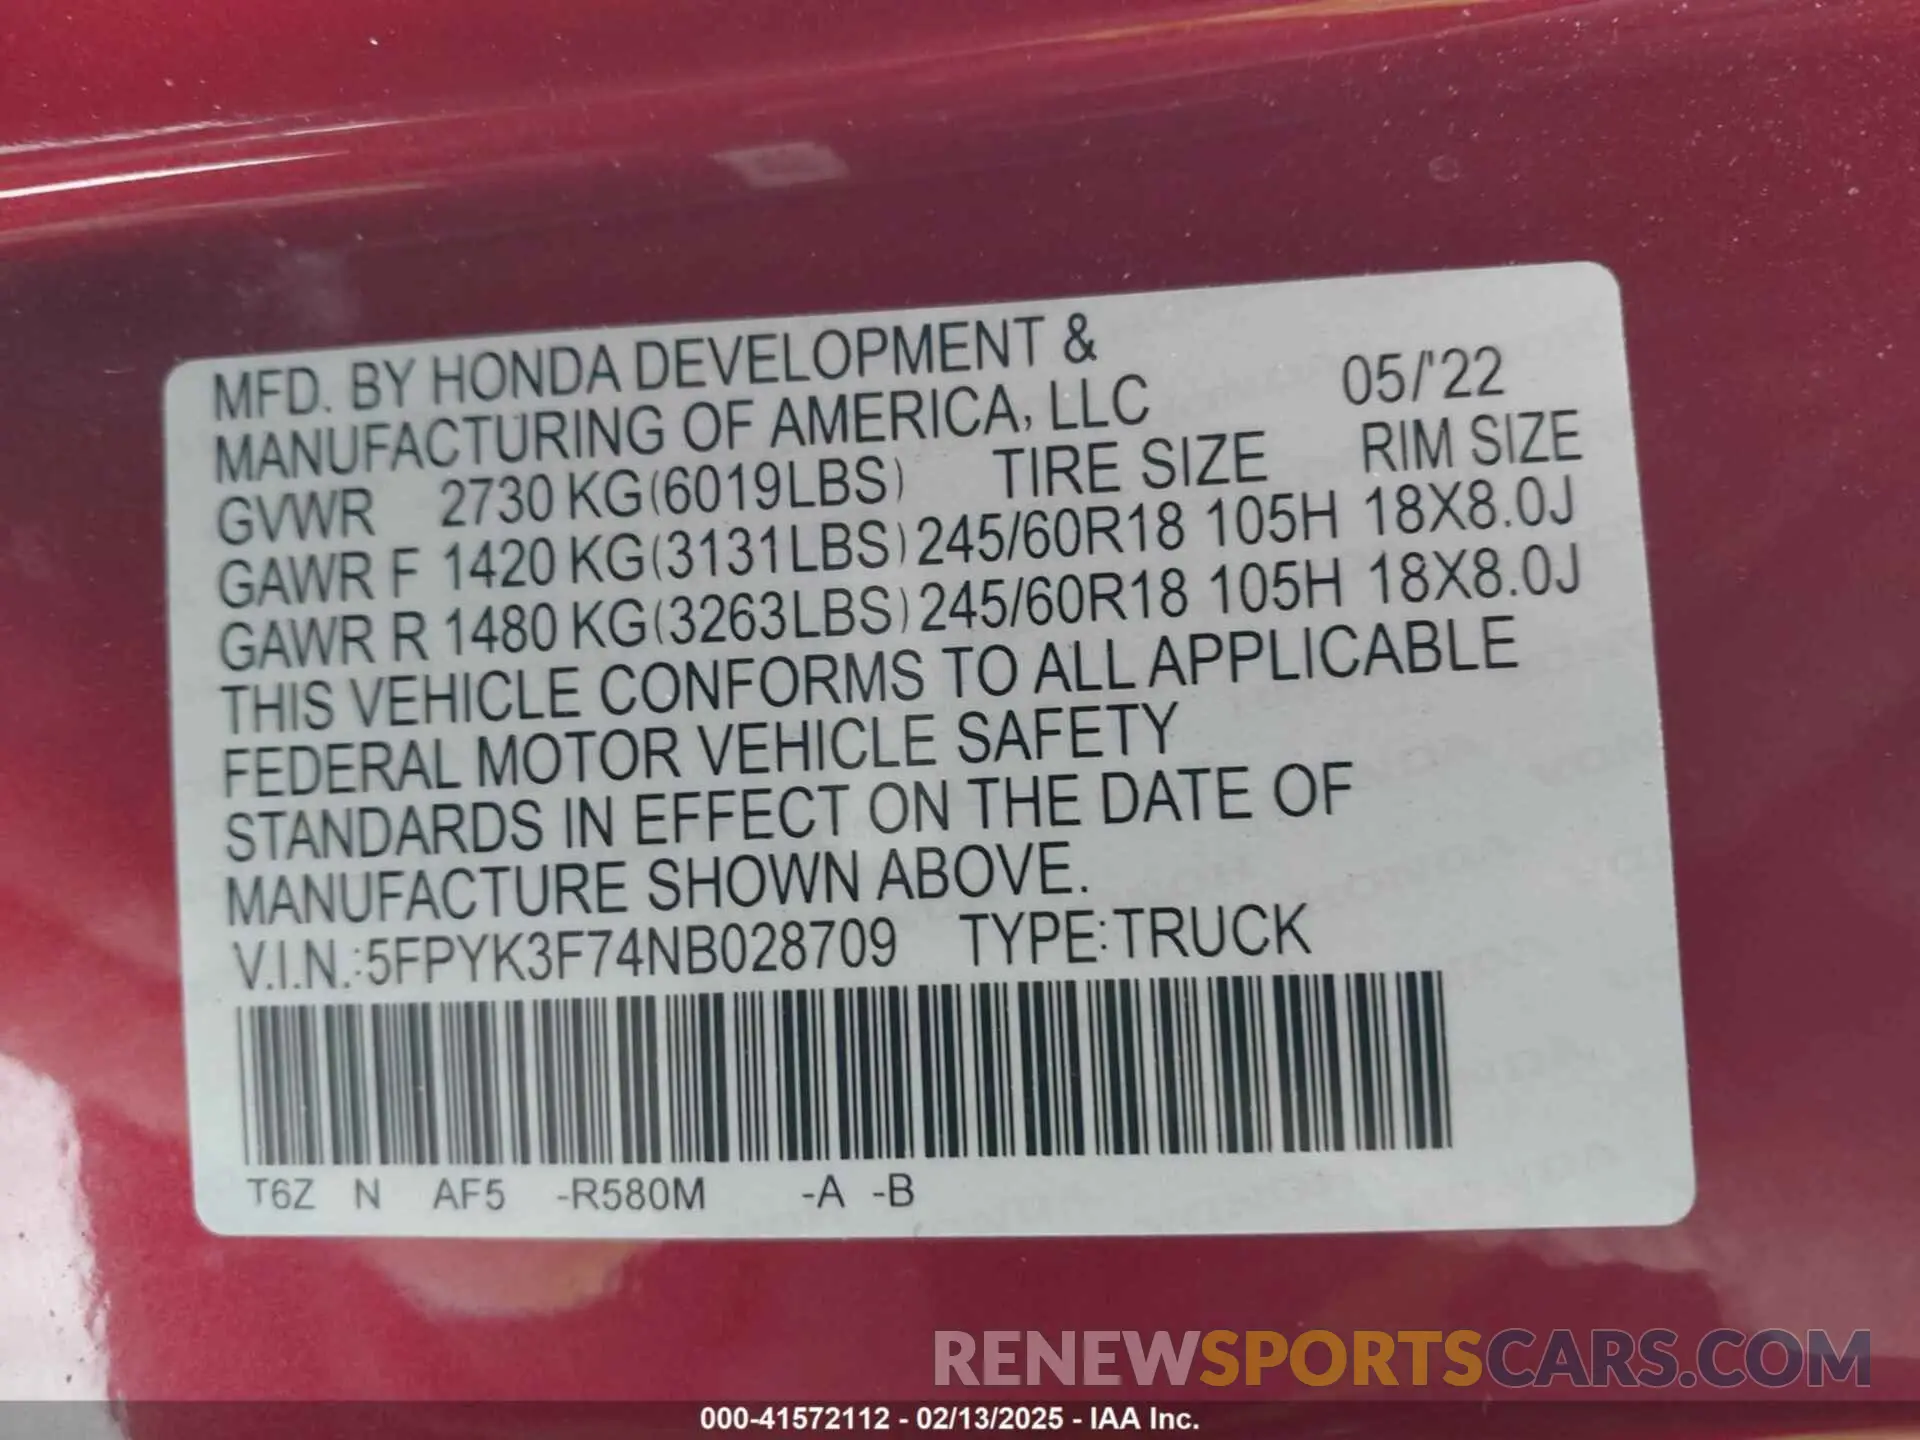 MFD. BY HONDA DEVELOPMENT &
MANUFACTURING OF AMERICA, LLC 05/'22
GVWR 2730 KG(6019LBS) TIRE SIZE RIM SIZE
GAWR F 1420 KG(3131LBS) 245/60R18 105H 18X8.0J
GAWR R 1480 KG(3263LBS) 245/60R18 105H 18X8.0J
THIS VEHICLE CONFORMS TO ALL APPLICABLE
FEDERAL MOTOR VEHICLE SAFETY
STANDARDS IN EFFECT ON THE DATE OF
MANUFACTURE SHOWN ABOVE.
V.I.N.:5FPYK3F74NB028709 TYPE:TRUCK
T6Z N AF5 -R580M -A -B
RENEWSPORTSCARS.COM
000-41572112 - 02/13/2025 - IAA Inc.